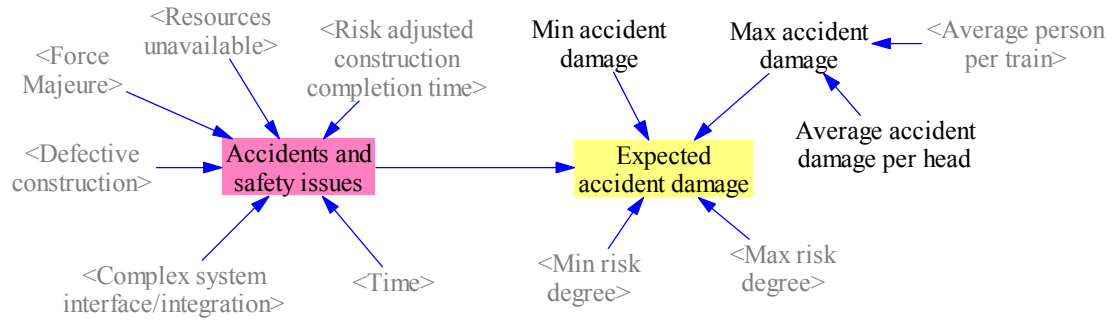 <Resources
unavailable>
<Risk adjusted
construction
completion time>
Min accident
damage
Max accident
damage
<Average person
per train>
<Force
Majeure>
Average accident
damage per head
<Defective
construction>
Accidents and
safety issues
Expected
accident damage
<Complex system
interface/integration>
<Time>
<Min risk
degree>
<Max risk
degree>